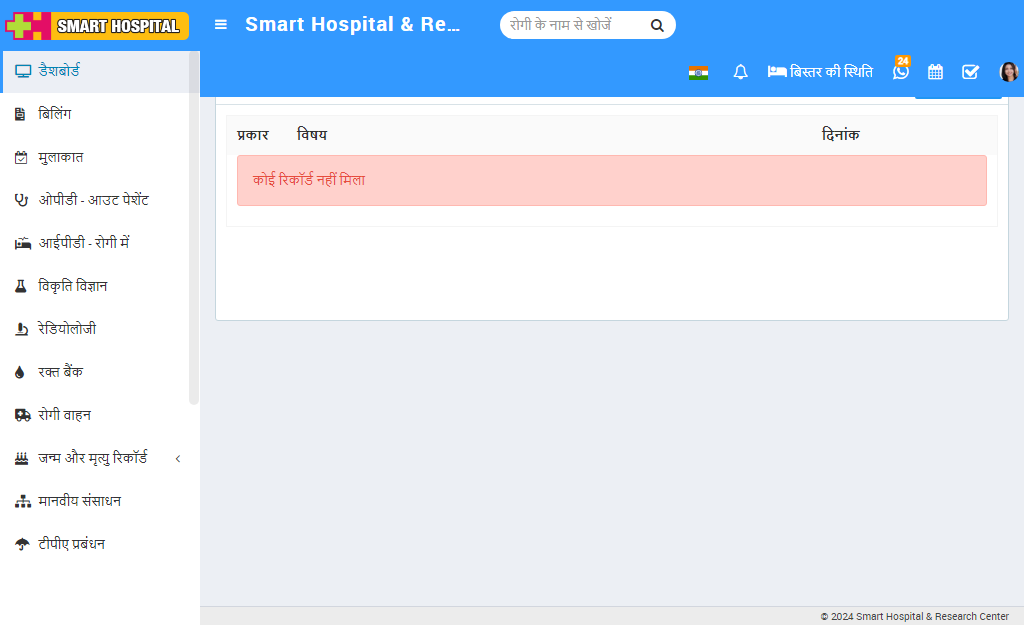 SMART HOSPITAL
Smart Hospital & Re...
रोगी के नाम से खोजें
बिस्तर की स्थिति
24
डैशबोर्ड
बिलिंग
मुलाकात
ओपीडी - आउट पेशेंट
आईपीडी - रोगी में
विकृति विज्ञान
रेडियोलोजी
रक्त बैंक
रोगी वाहन
जन्म और मृत्यु रिकॉर्ड
मानवीय संसाधन
टीपीए प्रबंधन
प्रकार विषय दिनांक
कोई रिकॉर्ड नहीं मिला
© 2024 Smart Hospital & Research Center